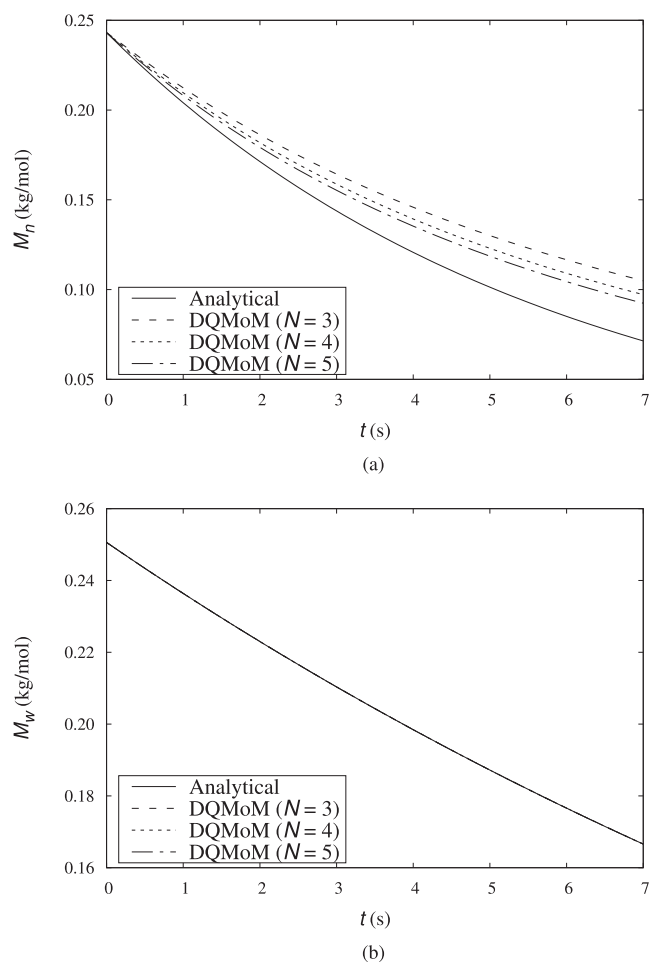 0.25
0.20
0.15
0.10
0.05
M_n (kg/mol)
Analytical
DQMoM (N = 3)
DQMoM (N = 4)
DQMoM (N = 5)
0 1 2 3 4 5 6 7
t (s)
(a)
0.26
0.24
0.22
0.20
0.18
0.16
M_w (kg/mol)
Analytical
DQMoM (N = 3)
DQMoM (N = 4)
DQMoM (N = 5)
0 1 2 3 4 5 6 7
t (s)
(b)